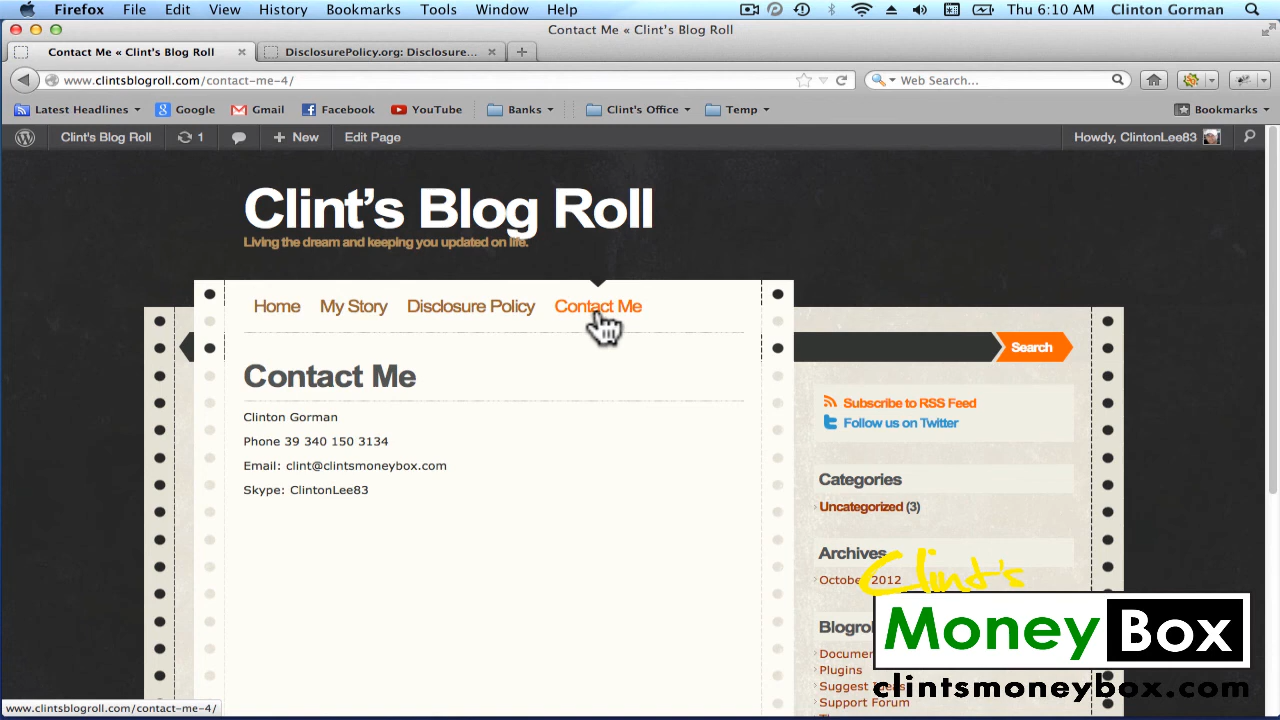 Firefox File Edit View History Bookmarks Tools Window Help Thu 6:10 AM Clinton Gorman
Contact Me « Clint's Blog Roll
Contact Me « Clint's Blog Roll DisclosurePolicy.org: Disclosure...
www.clintsblogroll.com/contact-me-4/ Web Search...
Latest Headlines Google Gmail Facebook YouTube Banks Clint's Office Temp Bookmarks
Clint's Blog Roll 1 New Edit Page Howdy, ClintonLee83
Clint's Blog Roll
Living the dream and keeping you updated on life.
Home My Story Disclosure Policy Contact Me
Search
Contact Me
Clinton Gorman
Phone 39 340 150 3134
Email: clint@clintsmoneybox.com
Skype: ClintonLee83
Subscribe to RSS Feed
Follow us on Twitter
Categories
Uncategorized (3)
Archives
October 2012
Blogro
Documen
Plugins
Suggest
Support Forum
Clint's
MoneyBox
clintsmoneybox.com
www.clintsblogroll.com/contact-me-4/